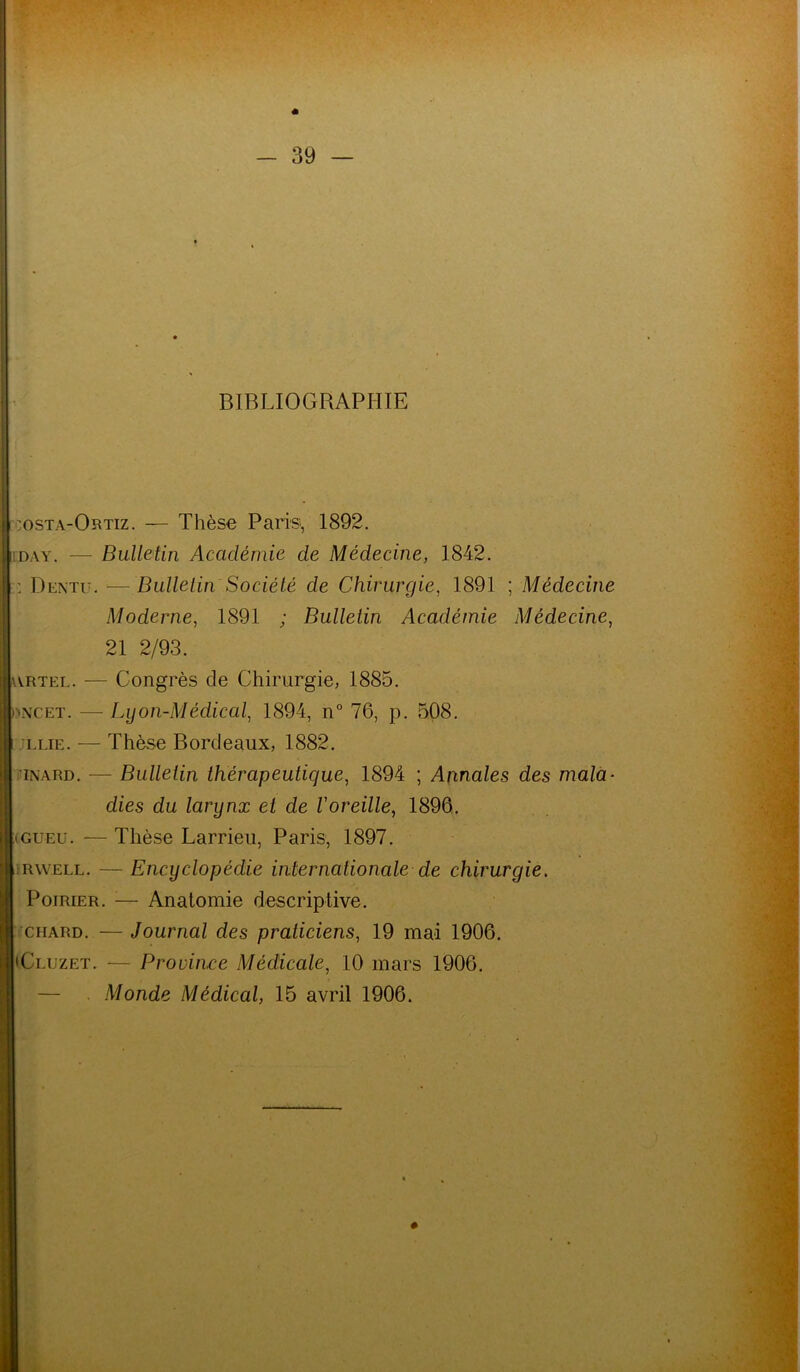 — 39 —
BIBLIOGRAPHIE
OSTA-ORTIZ. — Thèse Paris, 1892.
DAY. — Bulletin Académie de Médecine, 1842.
DENTU. — Bulletin Société de Chirurgie, 1891 ; Médecine
Moderne, 1891 ; Bulletin Académie Médecine,
21 2/93.
ARTEL. — Congrès de Chirurgie, 1885.
NCET. — Lyon-Médical, 1894, n° 76, p. 508.
LLIE. — Thèse Bordeaux, 1882.
INARD. — Bulletin thérapeutique, 1894 ; Annales des mala-
dies du larynx et de l'oreille, 1896.
GUEU. — Thèse Larrieu, Paris, 1897.
RWELL. — Encyclopédie internationale de chirurgie.
POIRIER. — Anatomie descriptive.
CHARD. — Journal des praticiens, 19 mai 1906.
CLUZET. — Province Médicale, 10 mars 1906.
— Monde Médical, 15 avril 1906.